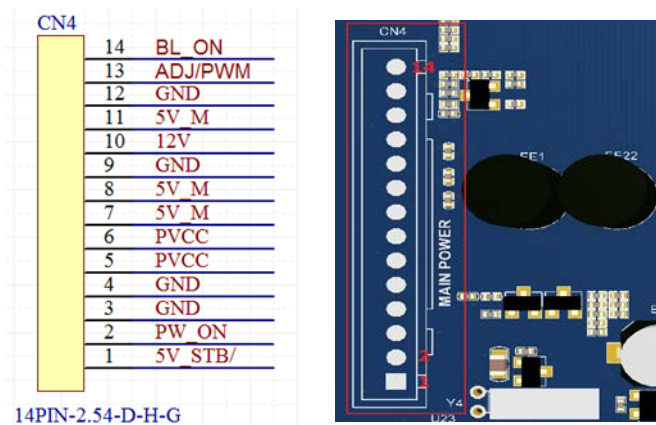 CN4
14 BL_ON
13 ADJ/PWM
12 GND
11 5V_M
10 12V
9 GND
8 5V_M
7 5V_M
6 PVCC
5 PVCC
4 GND
3 GND
2 PW_ON
1 5V_STB/
14PIN-2.54-D-H-G
CN4
14
EE1
MAIN POWER
2
1
Y4
U23